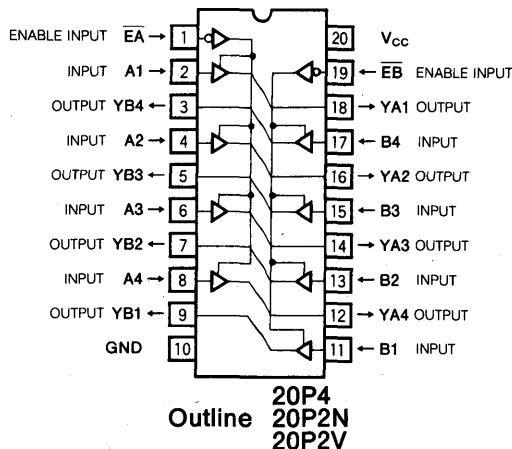 ENABLE INPUT E̅A̅ → 1
20 VCC
INPUT A1 → 2
19 ← E̅B̅ ENABLE INPUT
OUTPUT YB4 ← 3
18 → YA1 OUTPUT
INPUT A2 → 4
17 ← B4 INPUT
OUTPUT YB3 ← 5
16 → YA2 OUTPUT
INPUT A3 → 6
15 ← B3 INPUT
OUTPUT YB2 ← 7
14 → YA3 OUTPUT
INPUT A4 → 8
13 ← B2 INPUT
OUTPUT YB1 ← 9
12 → YA4 OUTPUT
GND 10
11 ← B1 INPUT
20P4
Outline 20P2N
20P2V